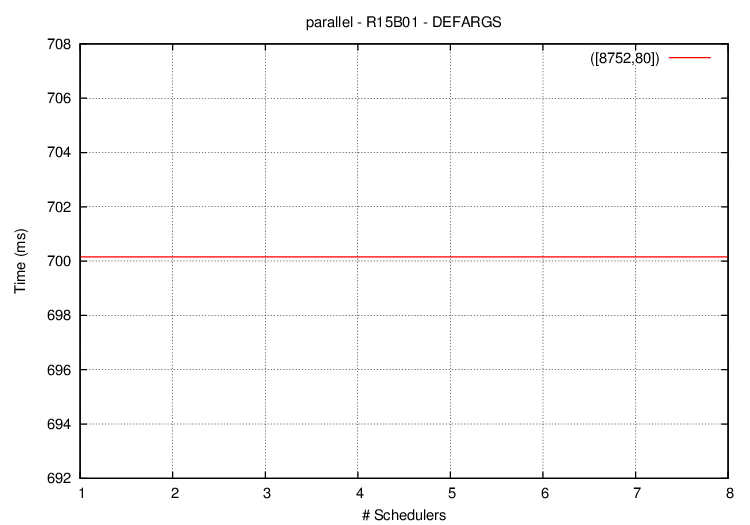 parallel - R15B01 - DEFARGS
([8752,80])
708
706
704
702
700
698
696
694
692
Time (ms)
1 2 3 4 5 6 7 8
# Schedulers